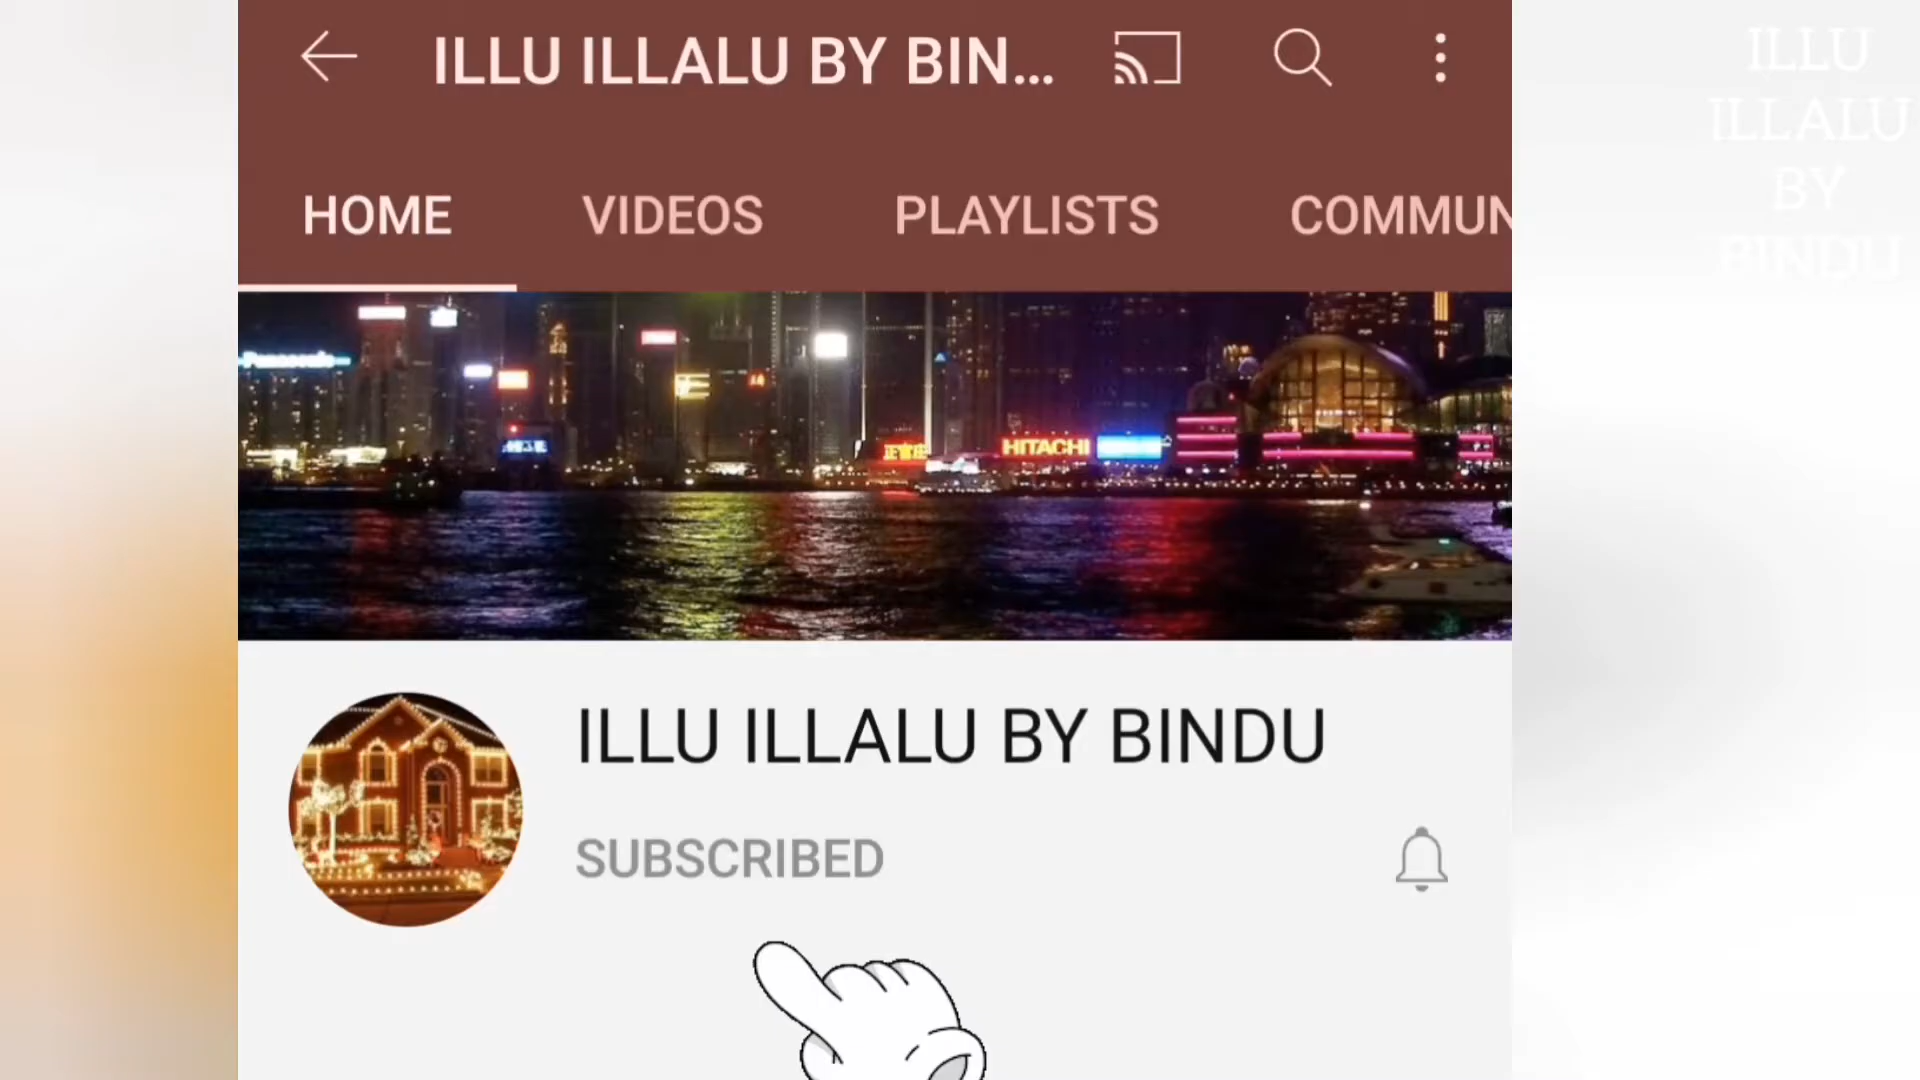 ILLU ILLALU BY BIN...
HOME VIDEOS PLAYLISTS COMMUN
Panasonic
HITACHI
ILLU ILLALU BY BINDU
SUBSCRIBED
ILLU
ILLALU
BY
BINDU